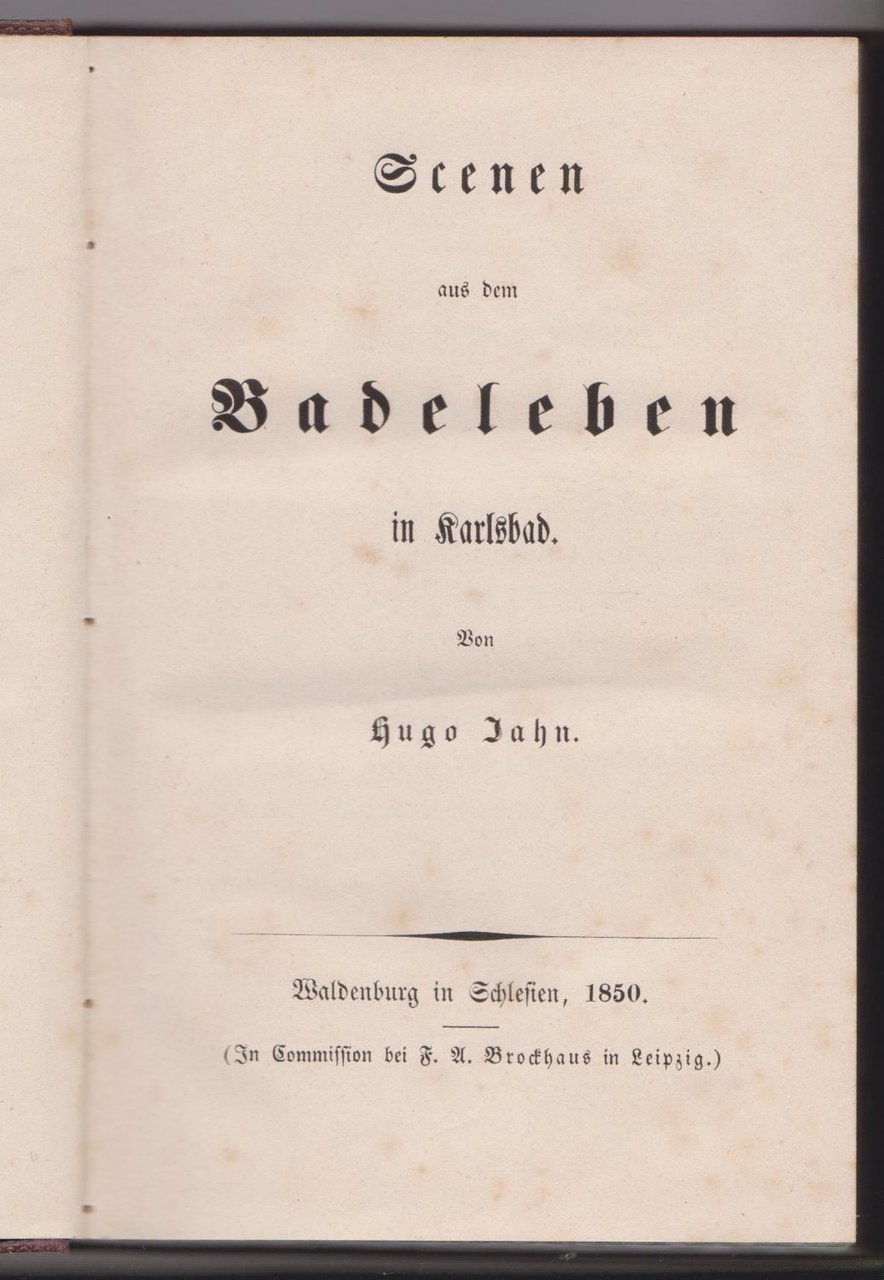 Scenen
aus dem
Badeleben
in Karlsbad.
Von
Hugo Jahn.
Waldenburg in Schlesien, 1850.
(In Commission bei F. A. Brockhaus in Leipzig.)